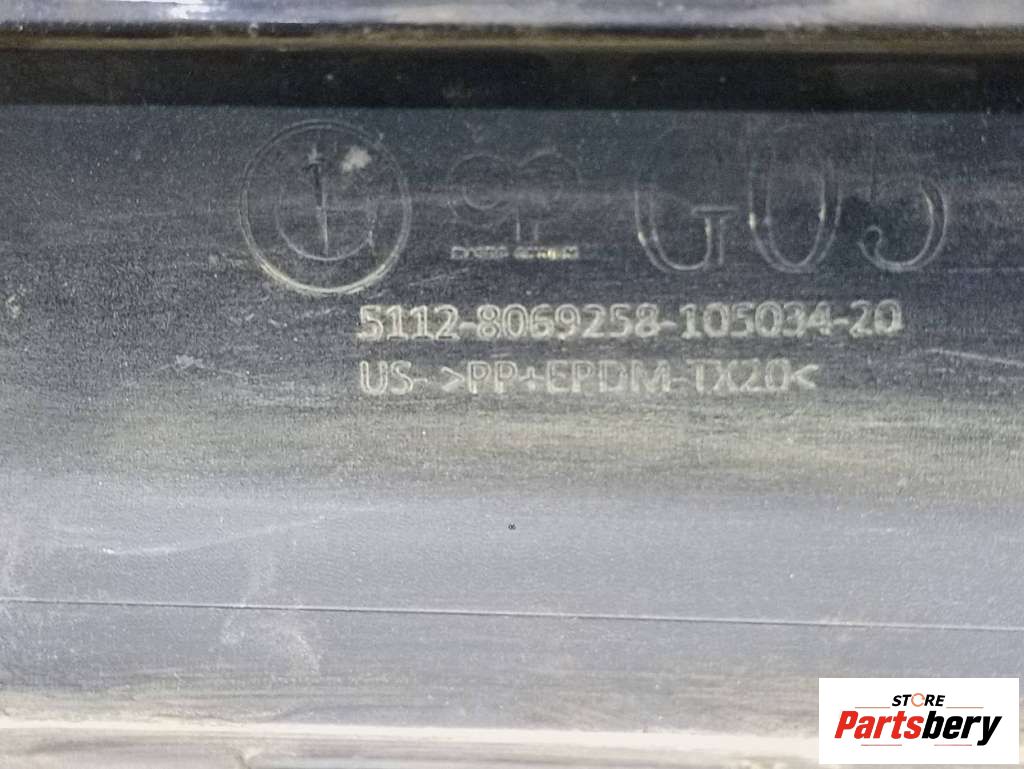 G05
5112-8069258-105034-20
US- >PP+EPDM-TX20<
STORE
Partsbery